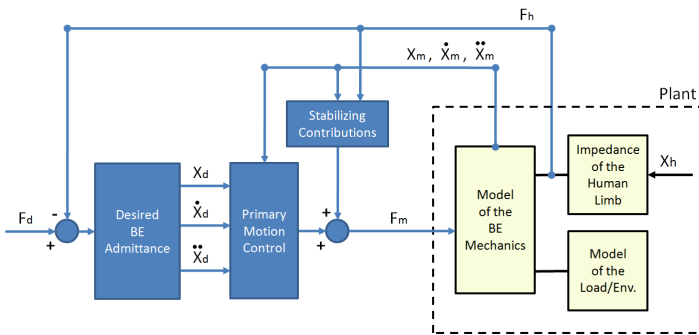 Fh
Xm, Ẋm, Ẍm
Plant
Stabilizing
Contributions
Impedance
of the
Human
Limb
Xh
Xd
-
Fd
+
Desired
BE
Admittance
Ẋd
Primary
Motion
Control
+
+
Fm
Model
of the
BE
Mechanics
Ẍd
Model
of the
Load/Env.